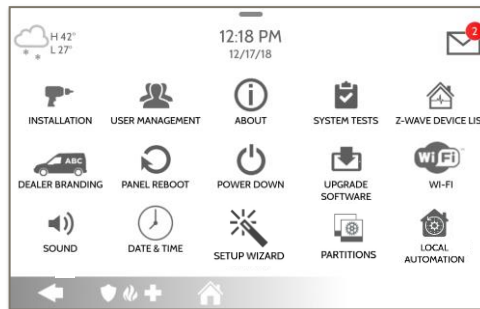 H 42°
L 27°
12:18 PM
12/17/18
2
INSTALLATION
USER MANAGEMENT
ABOUT
SYSTEM TESTS
Z-WAVE DEVICE LIS
ABC
DEALER BRANDING
PANEL REBOOT
POWER DOWN
UPGRADE
SOFTWARE
WiFi
WI-FI
SOUND
DATE & TIME
SETUP WIZARD
PARTITIONS
LOCAL
AUTOMATION